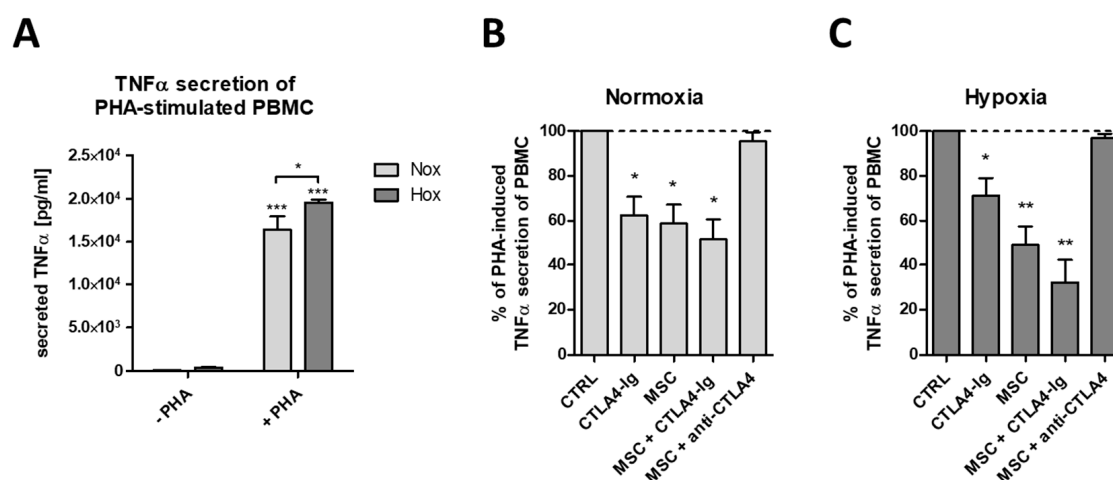 A
TNFα secretion of
PHA-stimulated PBMC
secreted TNFα [pg/ml]
2.5×10⁴
2.0×10⁴
1.5×10⁴
1.0×10⁴
5.0×10³
0
***
*
***
- PHA
+ PHA
Nox
Hox
B
Normoxia
% of PHA-induced
TNFα secretion of PBMC
100
80
60
40
20
0
*
*
*
CTRL
CTLA4-Ig
MSC
MSC + CTLA4-Ig
MSC + anti-CTLA4
C
Hypoxia
% of PHA-induced
TNFα secretion of PBMC
100
80
60
40
20
0
*
**
**
CTRL
CTLA4-Ig
MSC
MSC + CTLA4-Ig
MSC + anti-CTLA4